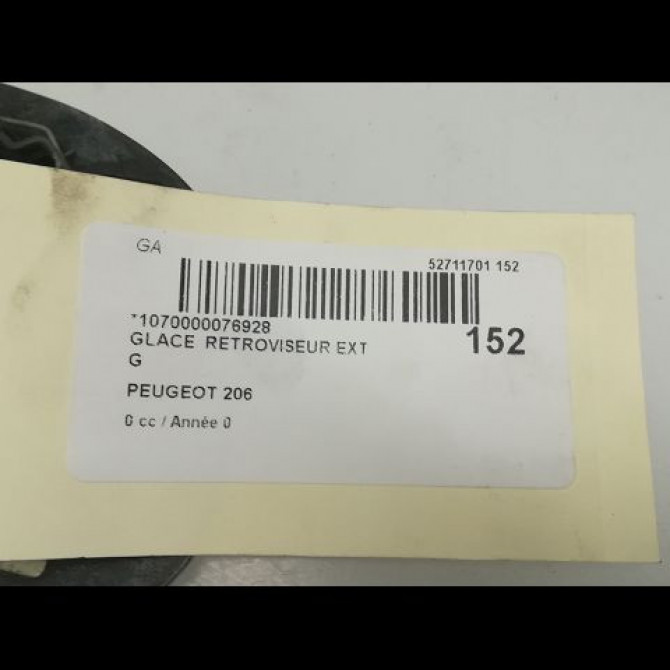 GA
52711701 152
*1070000076928
GLACE RETROVISEUR EXT
152
G
PEUGEOT 206
0 cc / Année 0